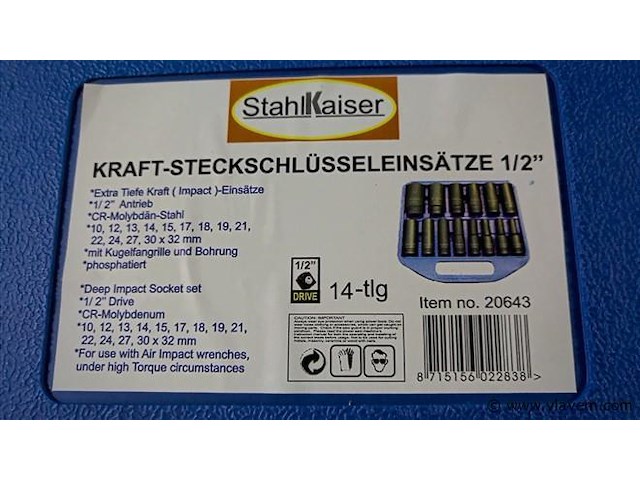 StahlKaiser
KRAFT-STECKSCHLÜSSELEINSÄTZE 1/2”
*Extra Tiefe Kraft ( Impact )-Einsätze
*1/ 2” Antrieb
*CR-Molybdän-Stahl
*10, 12, 13, 14, 15, 17, 18, 19, 21,
22, 24, 27, 30 x 32 mm
*mit Kugelfangrille und Bohrung
*phosphatiert
*Deep Impact Socket set
*1/ 2” Drive
*CR-Molybdenum
*10, 12, 13, 14, 15, 17, 18, 19, 21,
22, 24, 27, 30 x 32 mm
*For use with Air Impact wrenches,
under high Torque circumstances
1/2”
DRIVE
14-tlg
Item no. 20643
CAUTION: IMPORTANT
8 715156 022838 >
© www.vlavem.com